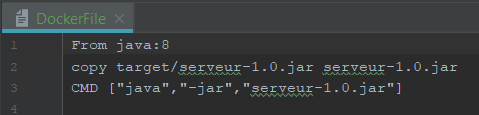 DockerFile
1 From java:8
2 copy target/serveur-1.0.jar serveur-1.0.jar
3 CMD ["java","-jar","serveur-1.0.jar"]
4